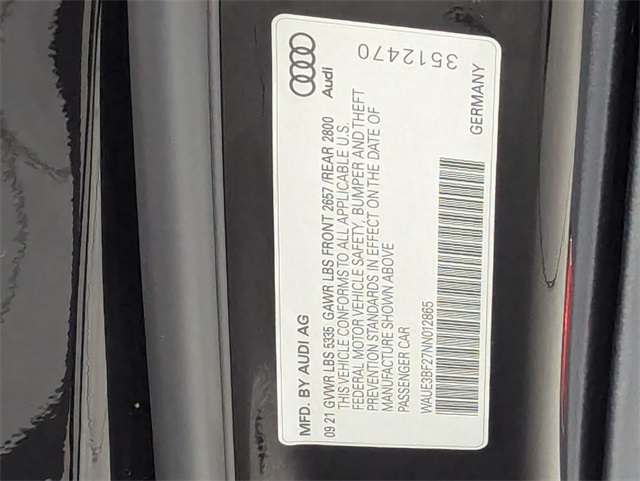 MFD. BY AUDI AG
09 21 GVWR LBS 5335 GAWR LBS FRONT 2657 /REAR 2800
THIS VEHICLE CONFORMS TO ALL APPLICABLE U.S.
FEDERAL MOTOR VEHICLE SAFETY, BUMPER AND THEFT
PREVENTION STANDARDS IN EFFECT ON THE DATE OF
MANUFACTURE SHOWN ABOVE
PASSENGER CAR
WAUE3BF27NN012865
Audi
3512470
GERMANY